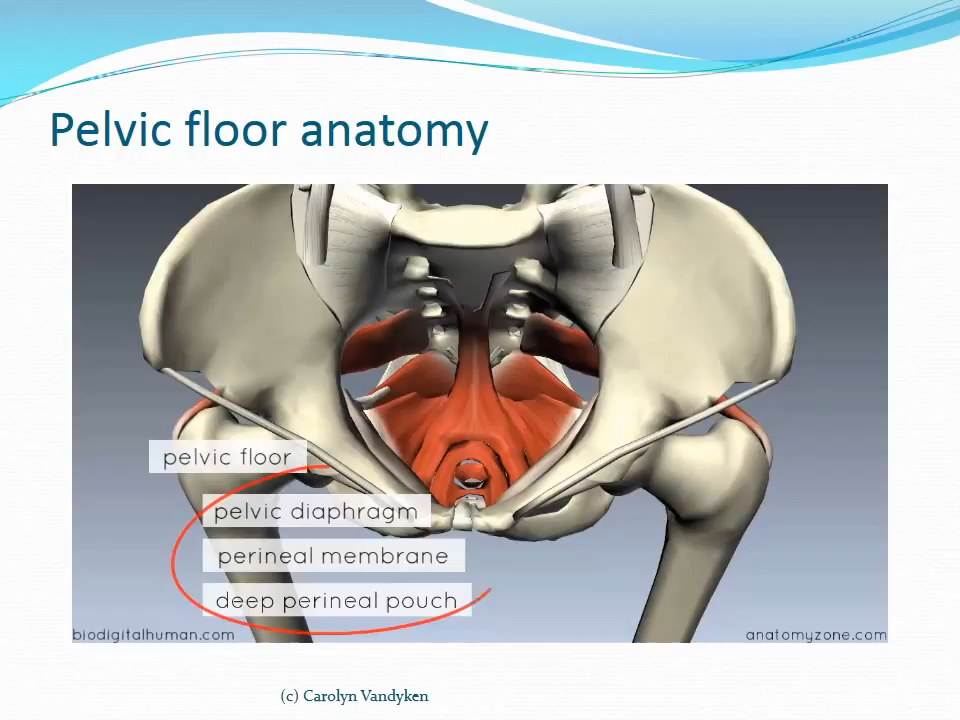 Pelvic floor anatomy
pelvic floor
pelvic diaphragm
perineal membrane
deep perineal pouch
biodigitalhuman.com
anatomyzone.com
(c) Carolyn Vandyken